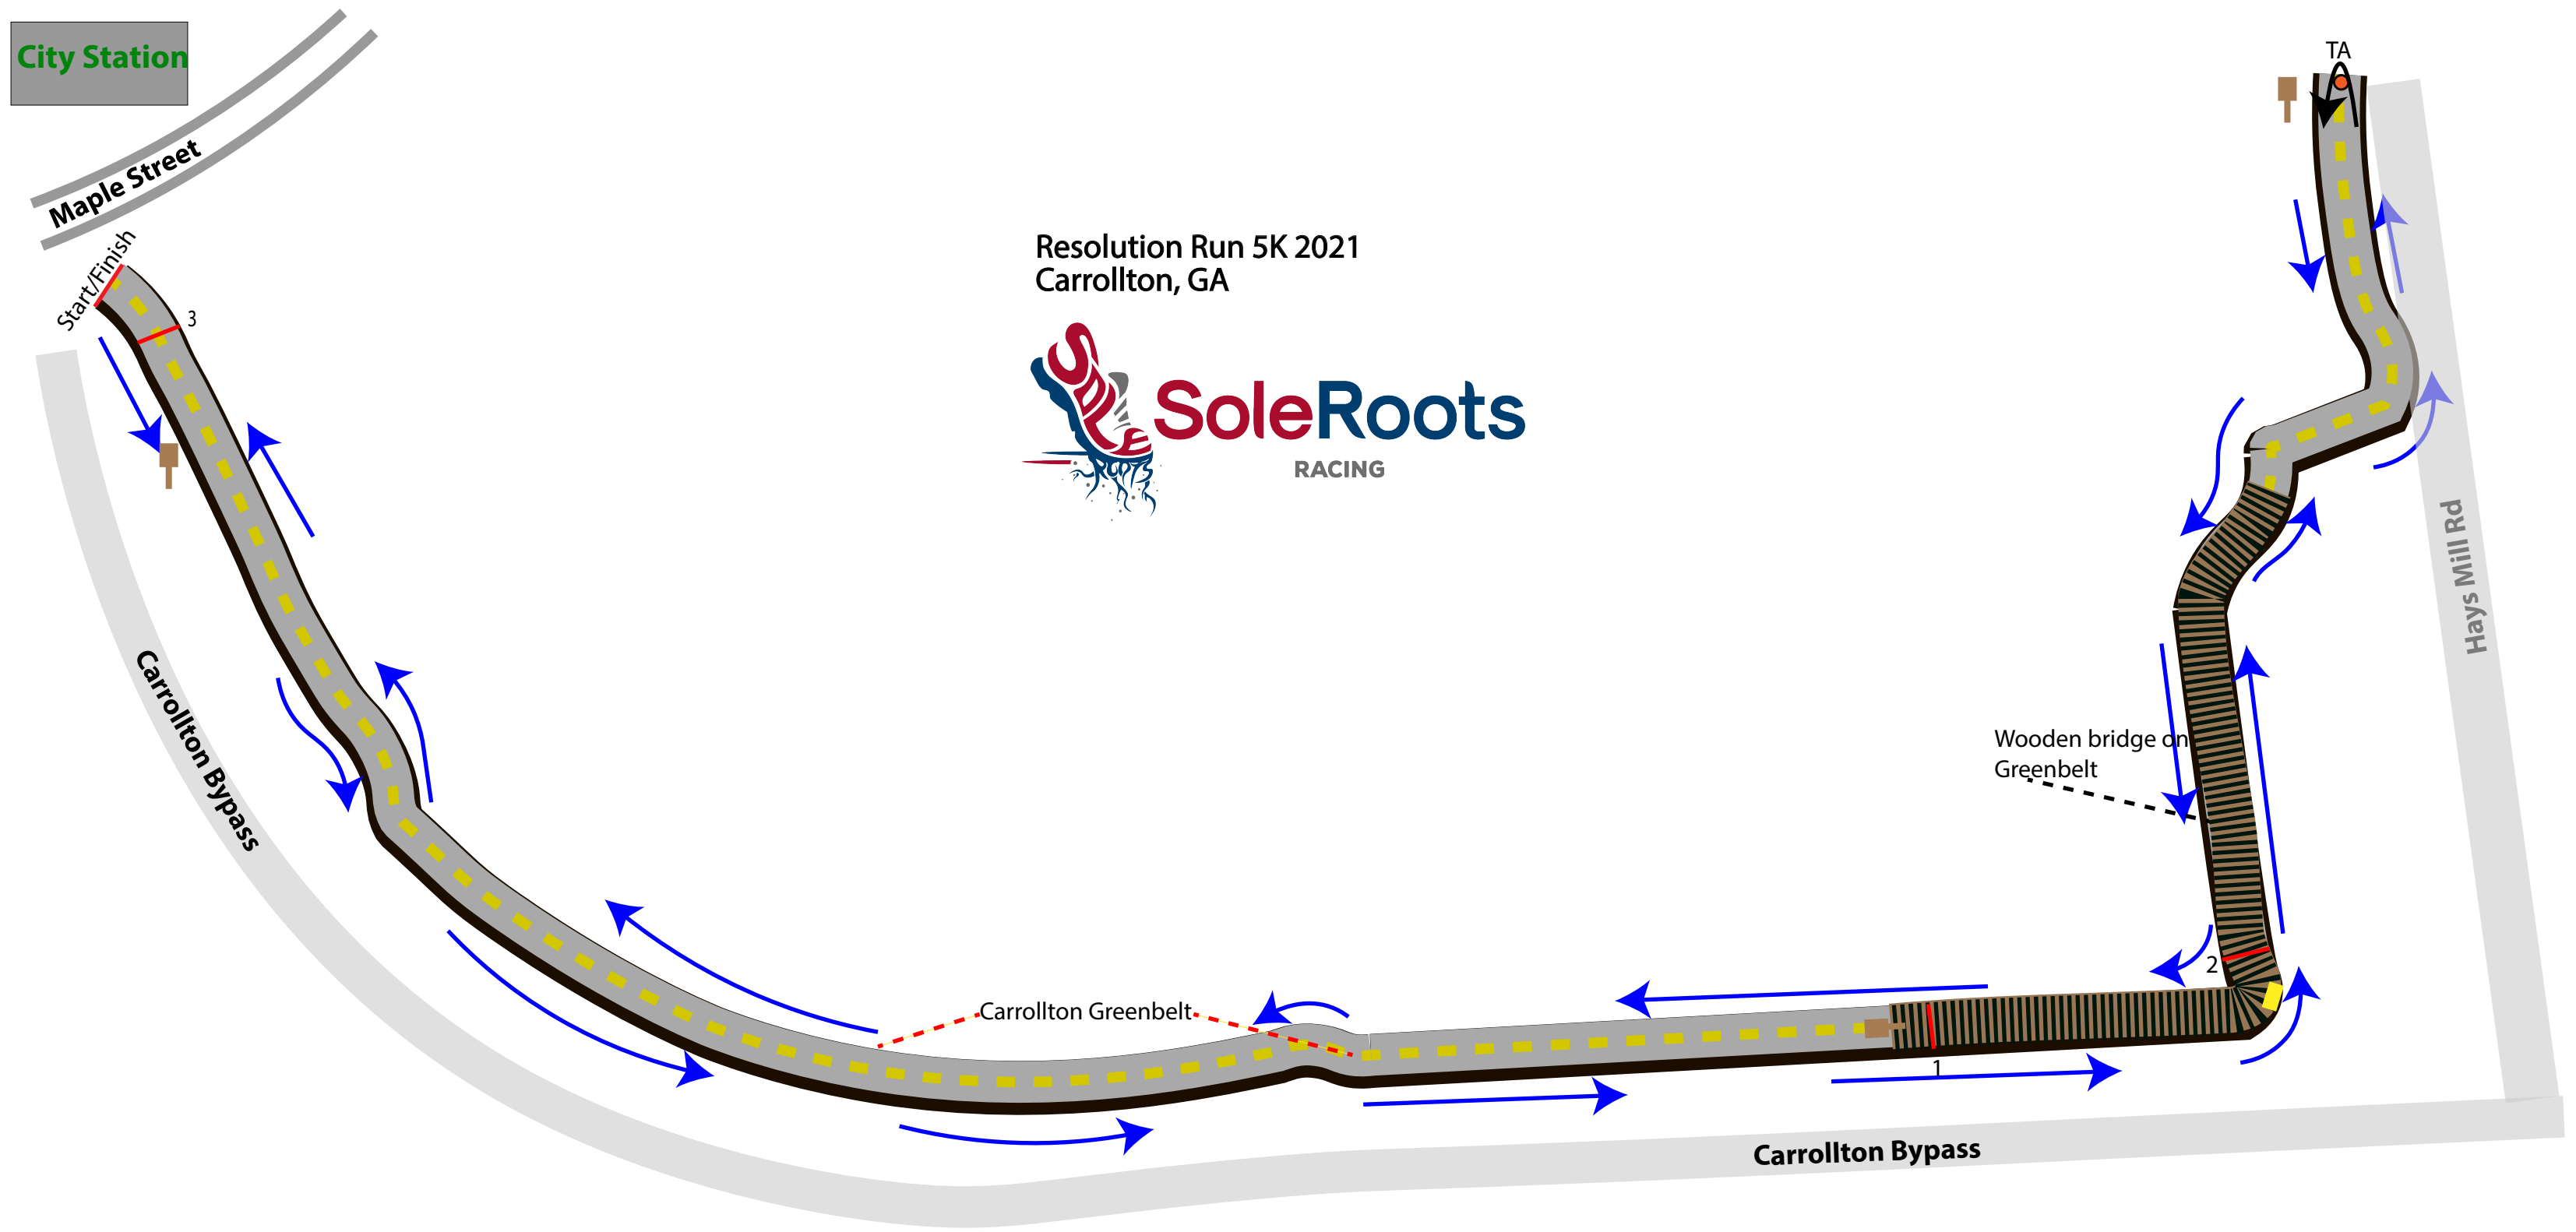 City Station
TA
Maple Street
Start/Finish
3
Resolution Run 5K 2021
Carrollton, GA
SoleRoots
RACING
Hays Mill Rd
Carrollton Bypass
Wooden bridge on
Greenbelt
2
Carrollton Greenbelt
1
Carrollton Bypass